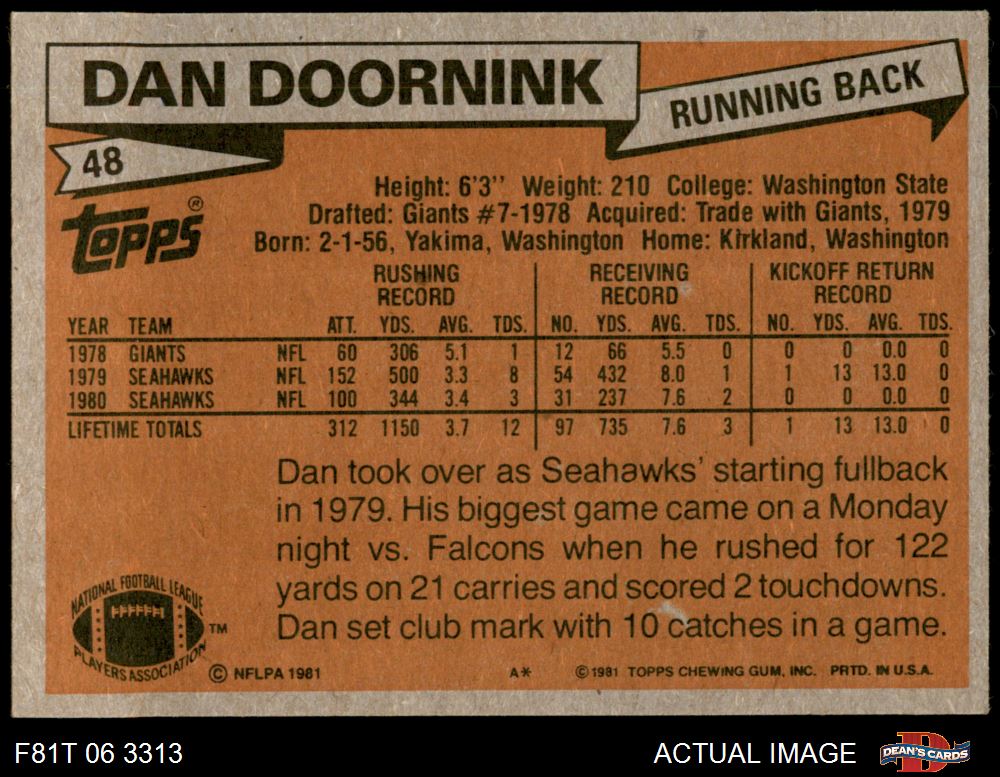 DAN DOORNINK
RUNNING BACK
48
TOPPS®
Height: 6'3'' Weight: 210 College: Washington State
Drafted: Giants #7-1978 Acquired: Trade with Giants, 1979
Born: 2-1-56, Yakima, Washington Home: Kirkland, Washington
RUSHING RECORD RECEIVING RECORD KICKOFF RETURN RECORD
YEAR TEAM ATT. YDS. AVG. TDS. NO. YDS. AVG. TDS. NO. YDS. AVG. TDS.
1978 GIANTS NFL 60 306 5.1 1 12 66 5.5 0 0 0 0.0 0
1979 SEAHAWKS NFL 152 500 3.3 8 54 432 8.0 1 1 13 13.0 0
1980 SEAHAWKS NFL 100 344 3.4 3 31 237 7.6 2 0 0 0.0 0
LIFETIME TOTALS 312 1150 3.7 12 97 735 7.6 3 1 13 13.0 0
Dan took over as Seahawks' starting fullback
in 1979. His biggest game came on a Monday
night vs. Falcons when he rushed for 122
yards on 21 carries and scored 2 touchdowns.
Dan set club mark with 10 catches in a game.
NATIONAL FOOTBALL LEAGUE
PLAYERS ASSOCIATION
TM
© NFLPA 1981 A* © 1981 TOPPS CHEWING GUM, INC. PRTD. IN U.S.A.
F81T 06 3313 ACTUAL IMAGE DEAN'S CARDS